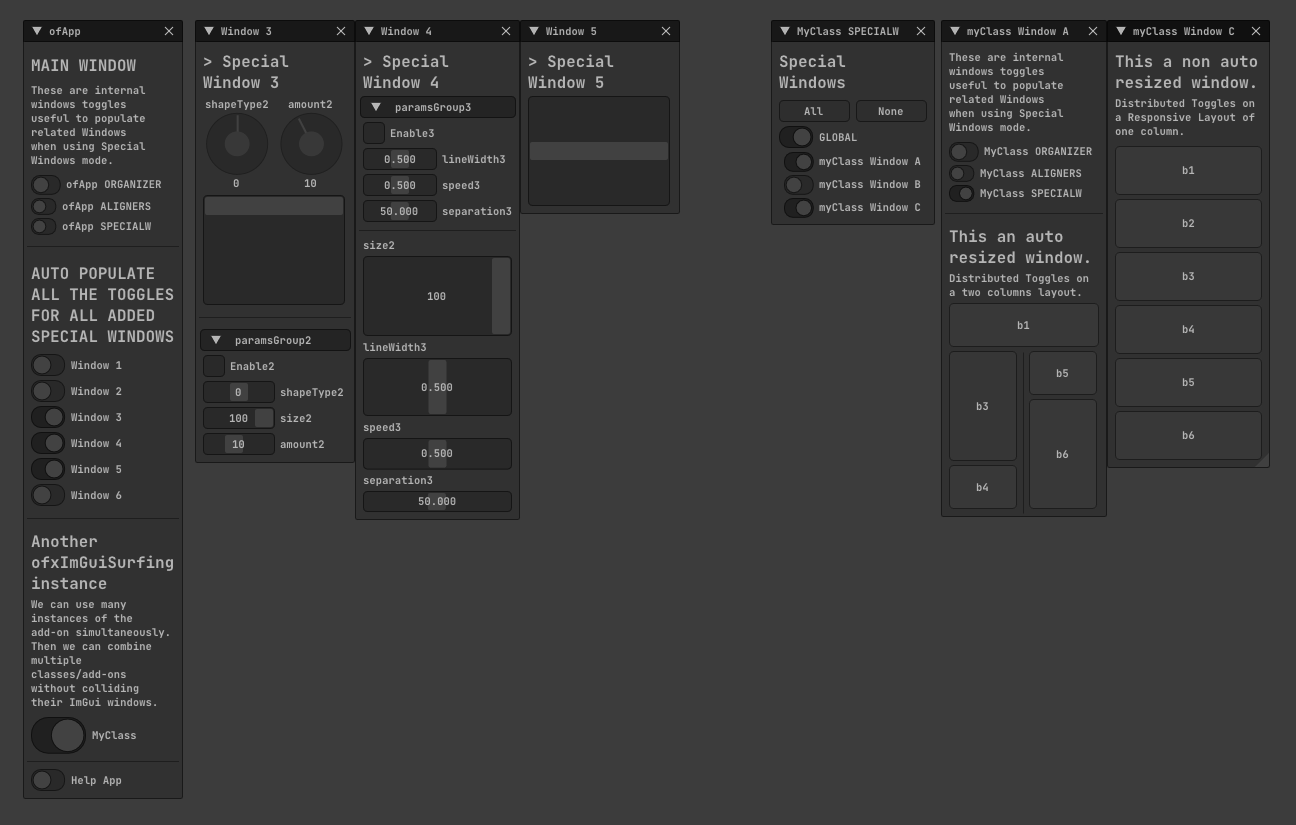 ofApp
MAIN WINDOW
These are internal
windows toggles
useful to populate
related Windows
when using Special
Windows mode.
ofApp ORGANIZER
ofApp ALIGNERS
ofApp SPECIALW
AUTO POPULATE
ALL THE TOGGLES
FOR ALL ADDED
SPECIAL WINDOWS
Window 1
Window 2
Window 3
Window 4
Window 5
Window 6
Another
ofxImGuiSurfing
instance
We can use many
instances of the
add-on simultaneously.
Then we can combine
multiple
classes/add-ons
without colliding
their ImGui windows.
MyClass
Help App
Window 3
> Special
Window 3
shapeType2 amount2
0 10
paramsGroup2
Enable2
0 shapeType2
100 size2
10 amount2
Window 4
> Special
Window 4
paramsGroup3
Enable3
0.500 lineWidth3
0.500 speed3
50.000 separation3
size2
100
lineWidth3
0.500
speed3
0.500
separation3
50.000
Window 5
> Special
Window 5
MyClass SPECIALW
Special
Windows
All None
GLOBAL
myClass Window A
myClass Window B
myClass Window C
myClass Window A
These are internal
windows toggles
useful to populate
related Windows
when using Special
Windows mode.
MyClass ORGANIZER
MyClass ALIGNERS
MyClass SPECIALW
This an auto
resized window.
Distributed Toggles on
a two columns layout.
b1
b3
b4
b5
b6
myClass Window C
This a non auto
resized window.
Distributed Toggles on
a Responsive Layout of
one column.
b1
b2
b3
b4
b5
b6